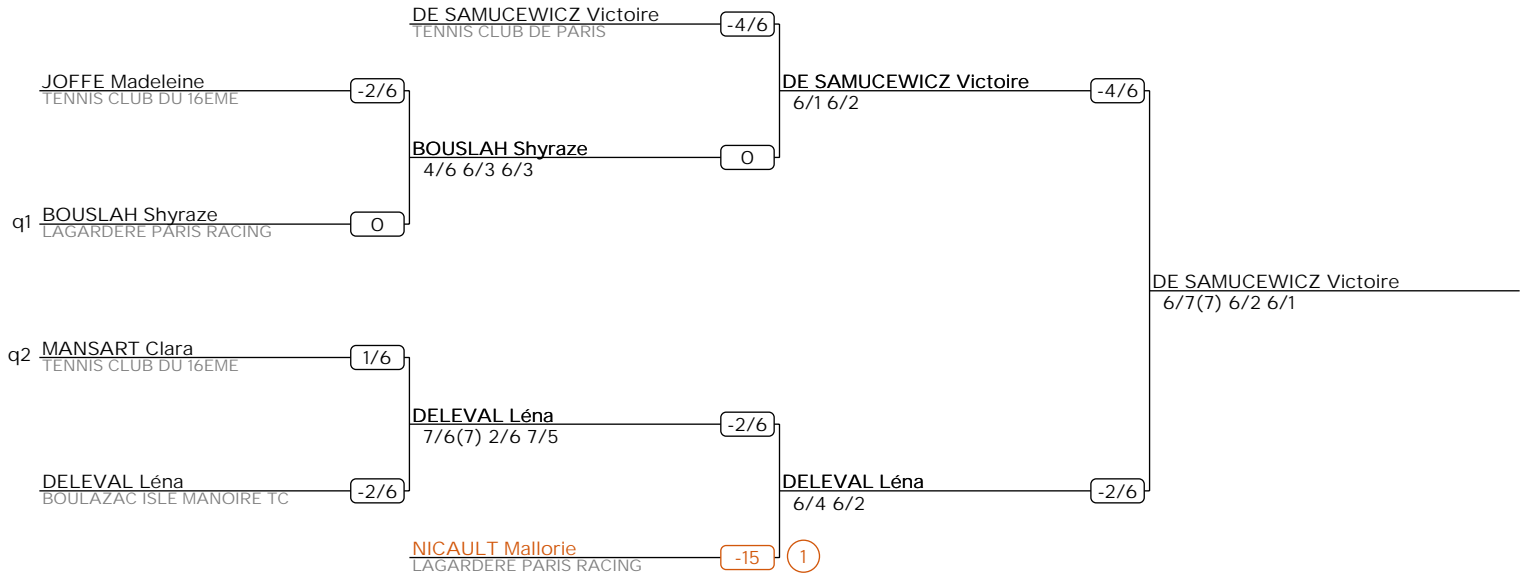 DE SAMUCEWICZ Victoire
TENNIS CLUB DE PARIS
-4/6
JOFFE Madeleine
TENNIS CLUB DU 16EME
-2/6
DE SAMUCEWICZ Victoire
6/1 6/2
-4/6
BOUSLAH Shyraze
4/6 6/3 6/3
0
q1 BOUSLAH Shyraze
LAGARDERE PARIS RACING
0
DE SAMUCEWICZ Victoire
6/7(7) 6/2 6/1
q2 MANSART Clara
TENNIS CLUB DU 16EME
1/6
DELEVAL Léna
7/6(7) 2/6 7/5
-2/6
DELEVAL Léna
BOULAZAC ISLE MANOIRE TC
-2/6
DELEVAL Léna
6/4 6/2
-2/6
NICAULT Mallorie
LAGARDERE PARIS RACING
-15
1